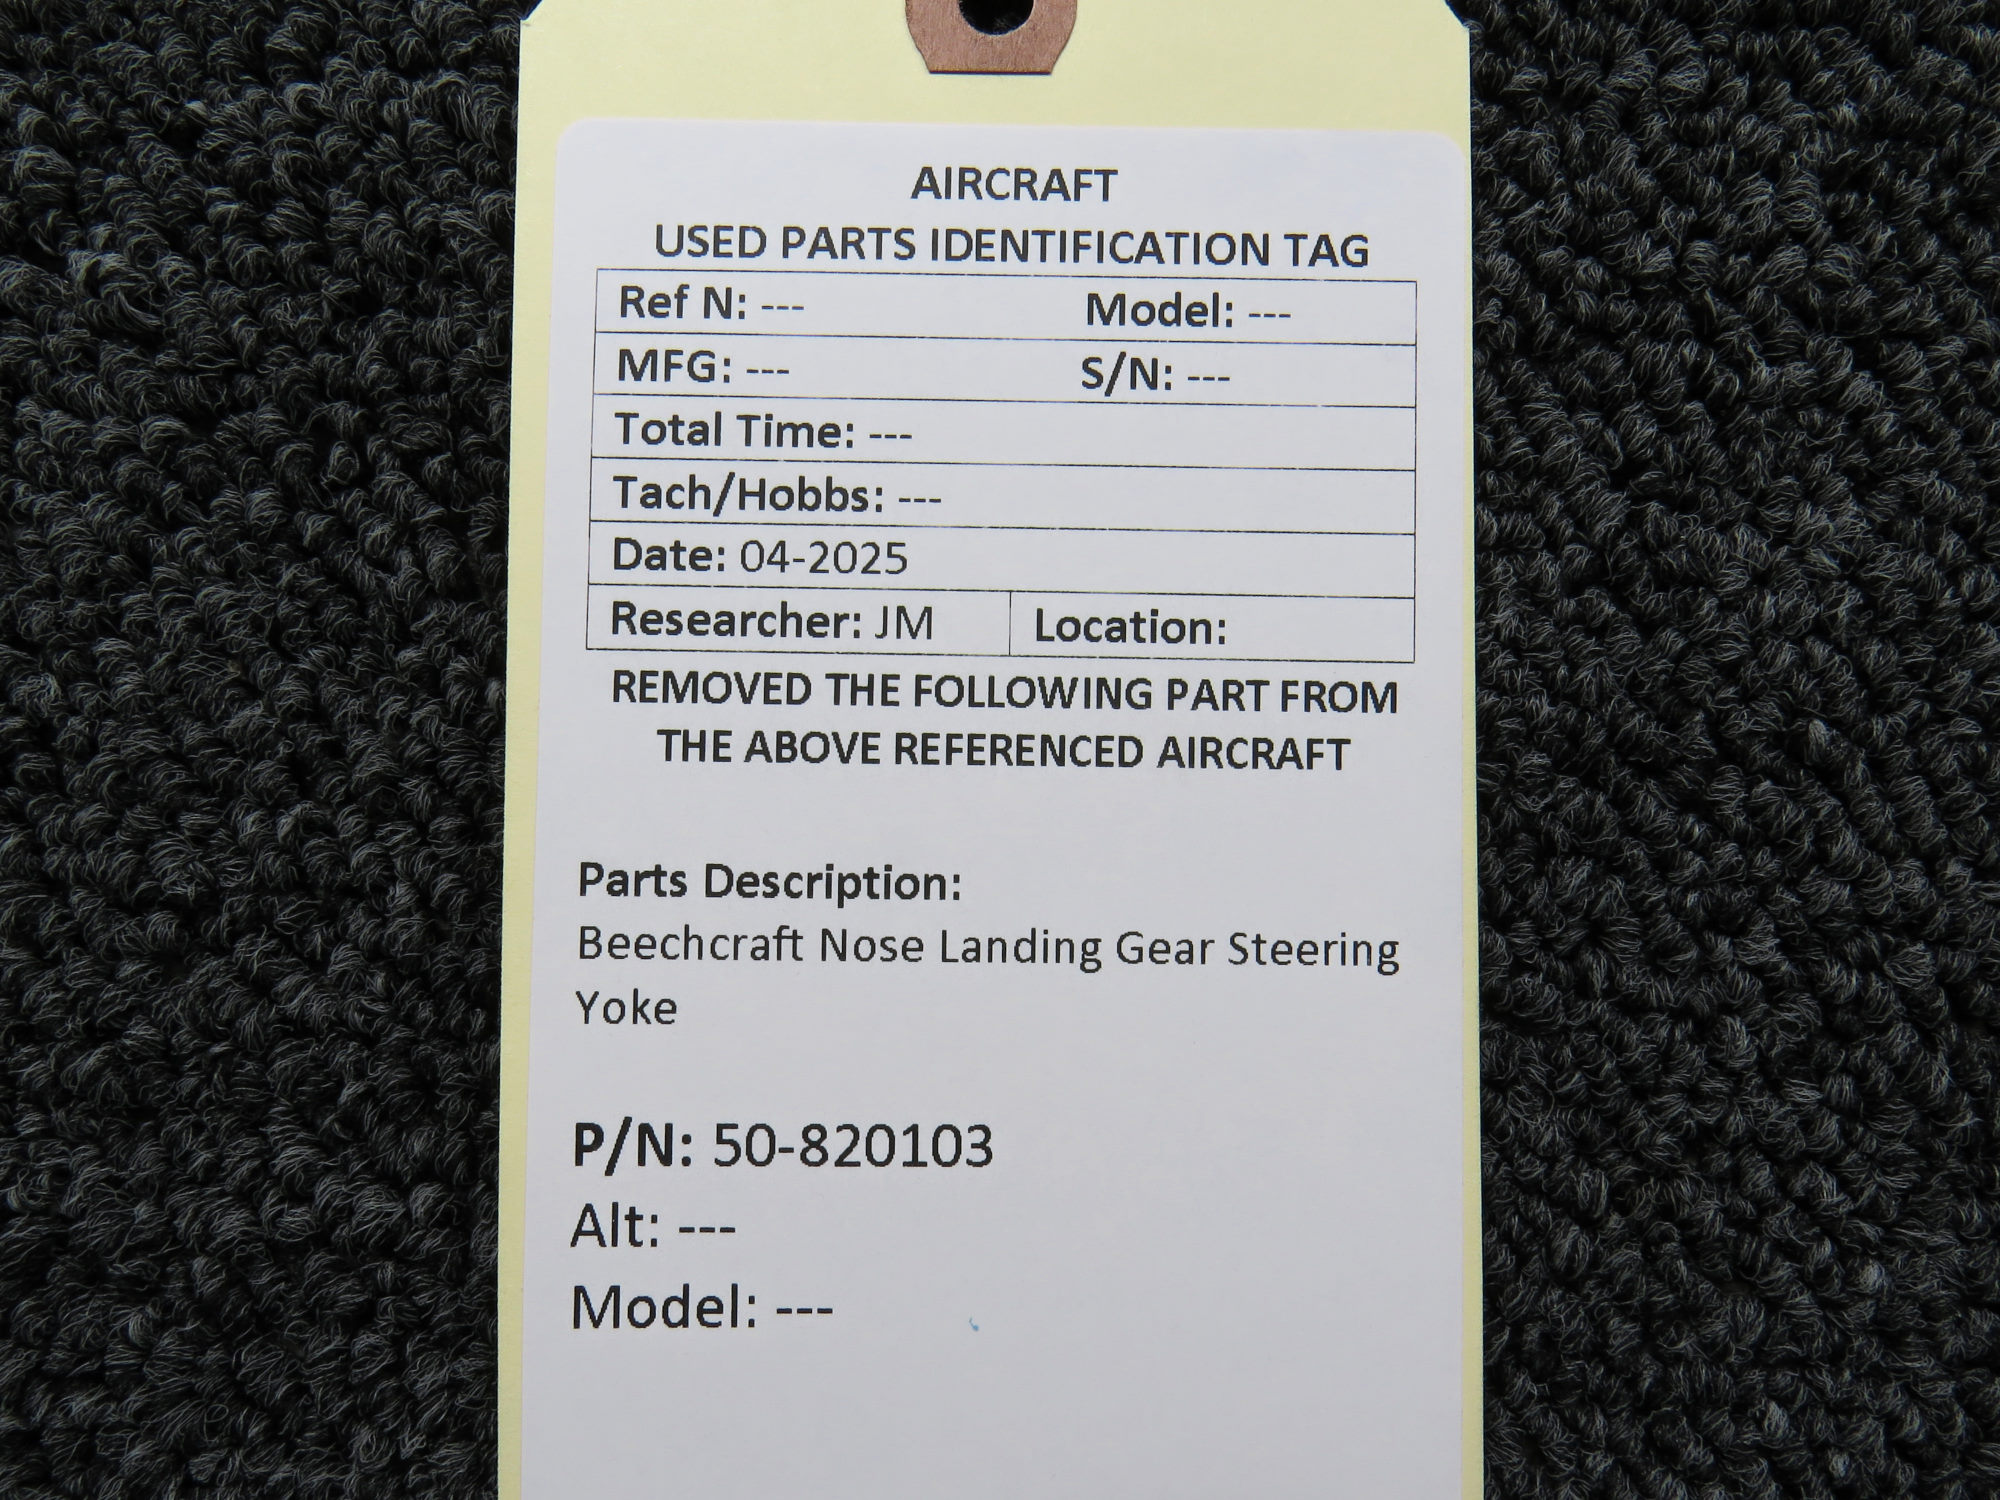 AIRCRAFT
USED PARTS IDENTIFICATION TAG
Ref N: --- Model: ---
MFG: --- S/N: ---
Total Time: ---
Tach/Hobbs: ---
Date: 04-2025
Researcher: JM Location:
REMOVED THE FOLLOWING PART FROM
THE ABOVE REFERENCED AIRCRAFT
Parts Description:
Beechcraft Nose Landing Gear Steering
Yoke
P/N: 50-820103
Alt: ---
Model: ---